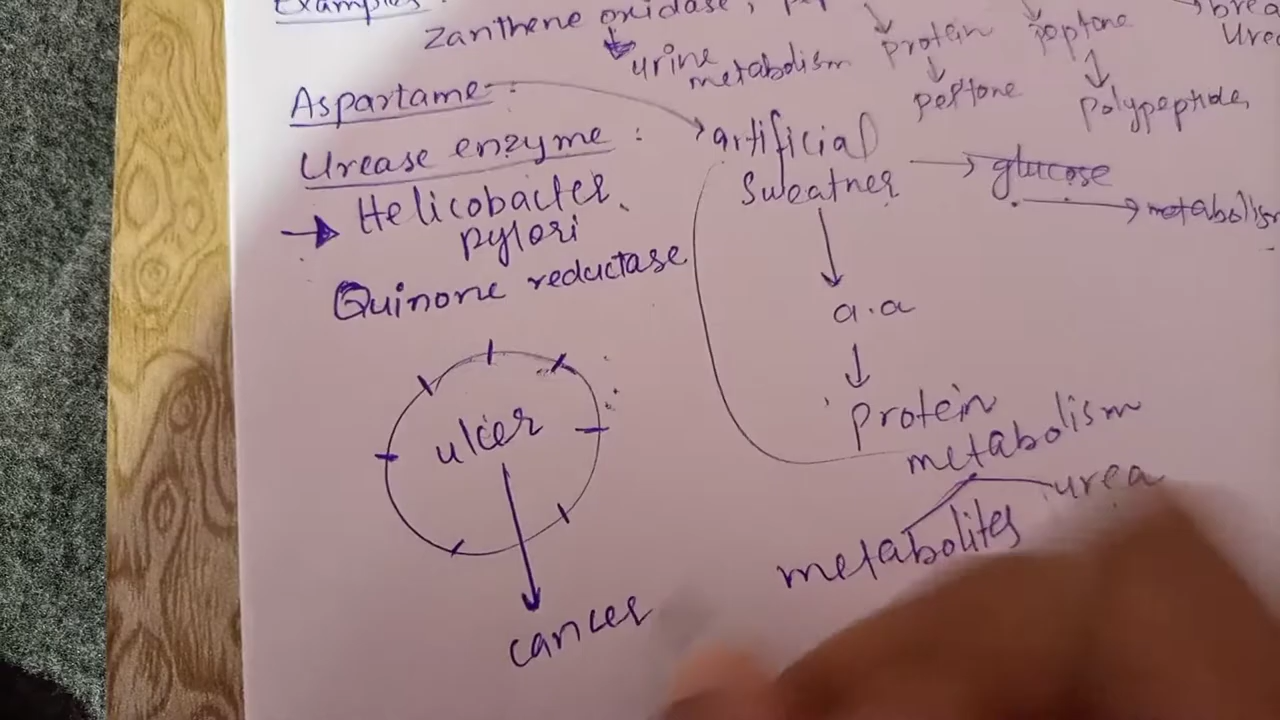 Examples :
Zanthene oxidase,
urine metabolism
protein
peptone
peptone
polypeptide,
Aspartame - :
artificial
sweatner
glucose
metabolism
Urease enzyme :
→ Helicobacter
pylori
Quinone reductase
a.a
protein
metabolism
urea
metabolites
ulcer
cancer